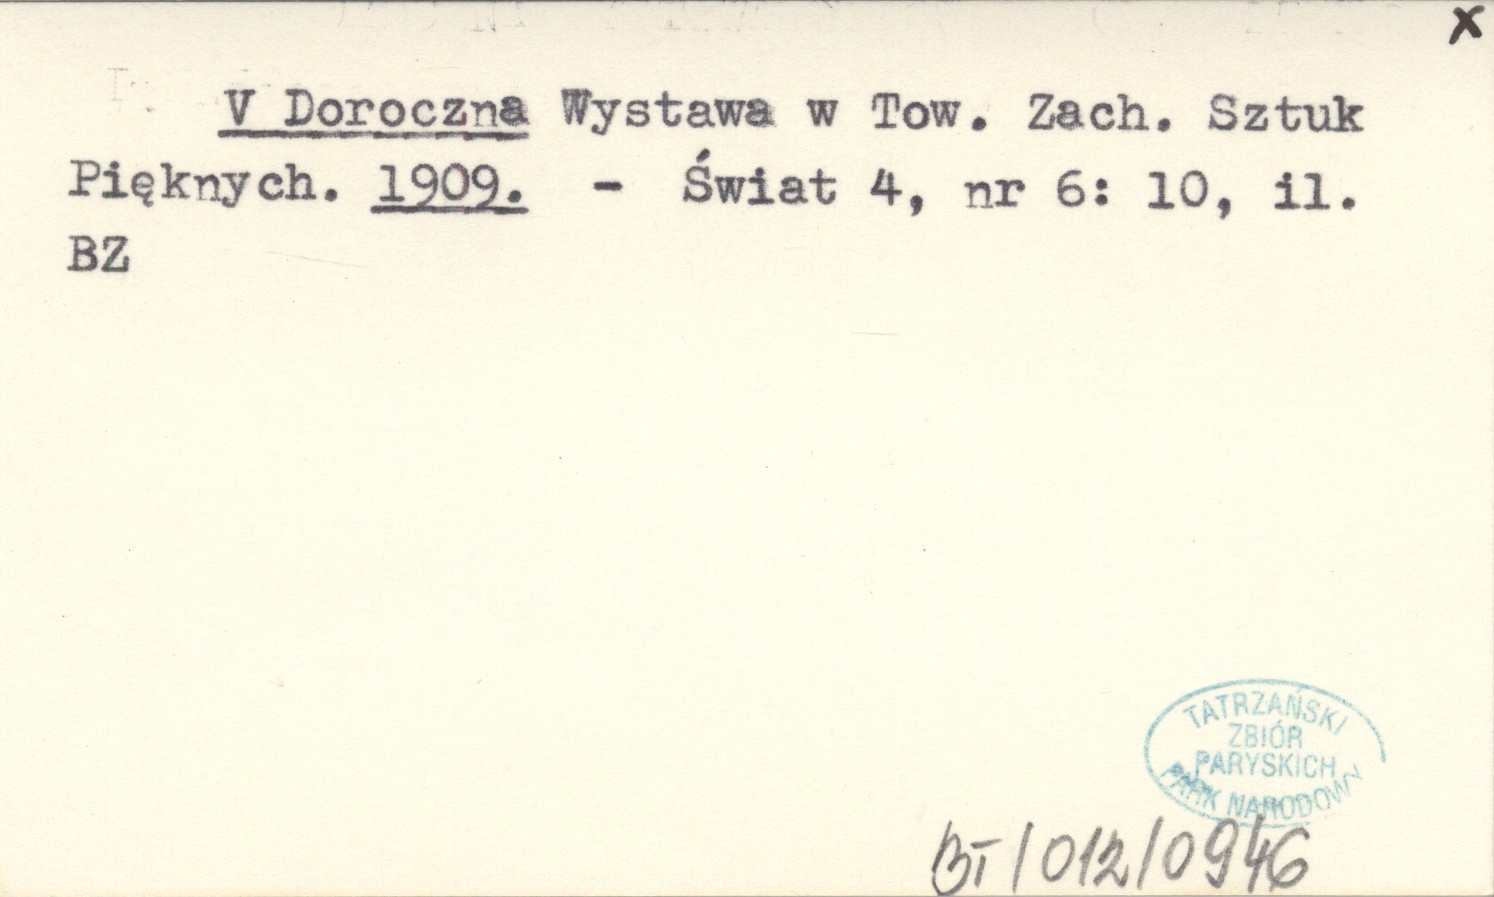 x
V Doroczna Wystawa w Tow. Zach. Sztuk
Pięknych. 1909. - Świat 4, nr 6: 10, il.
BZ
TATRZAŃSKI
ZBIÓR
PARYSKICH
PARK NARODOWY
BT/012/0946